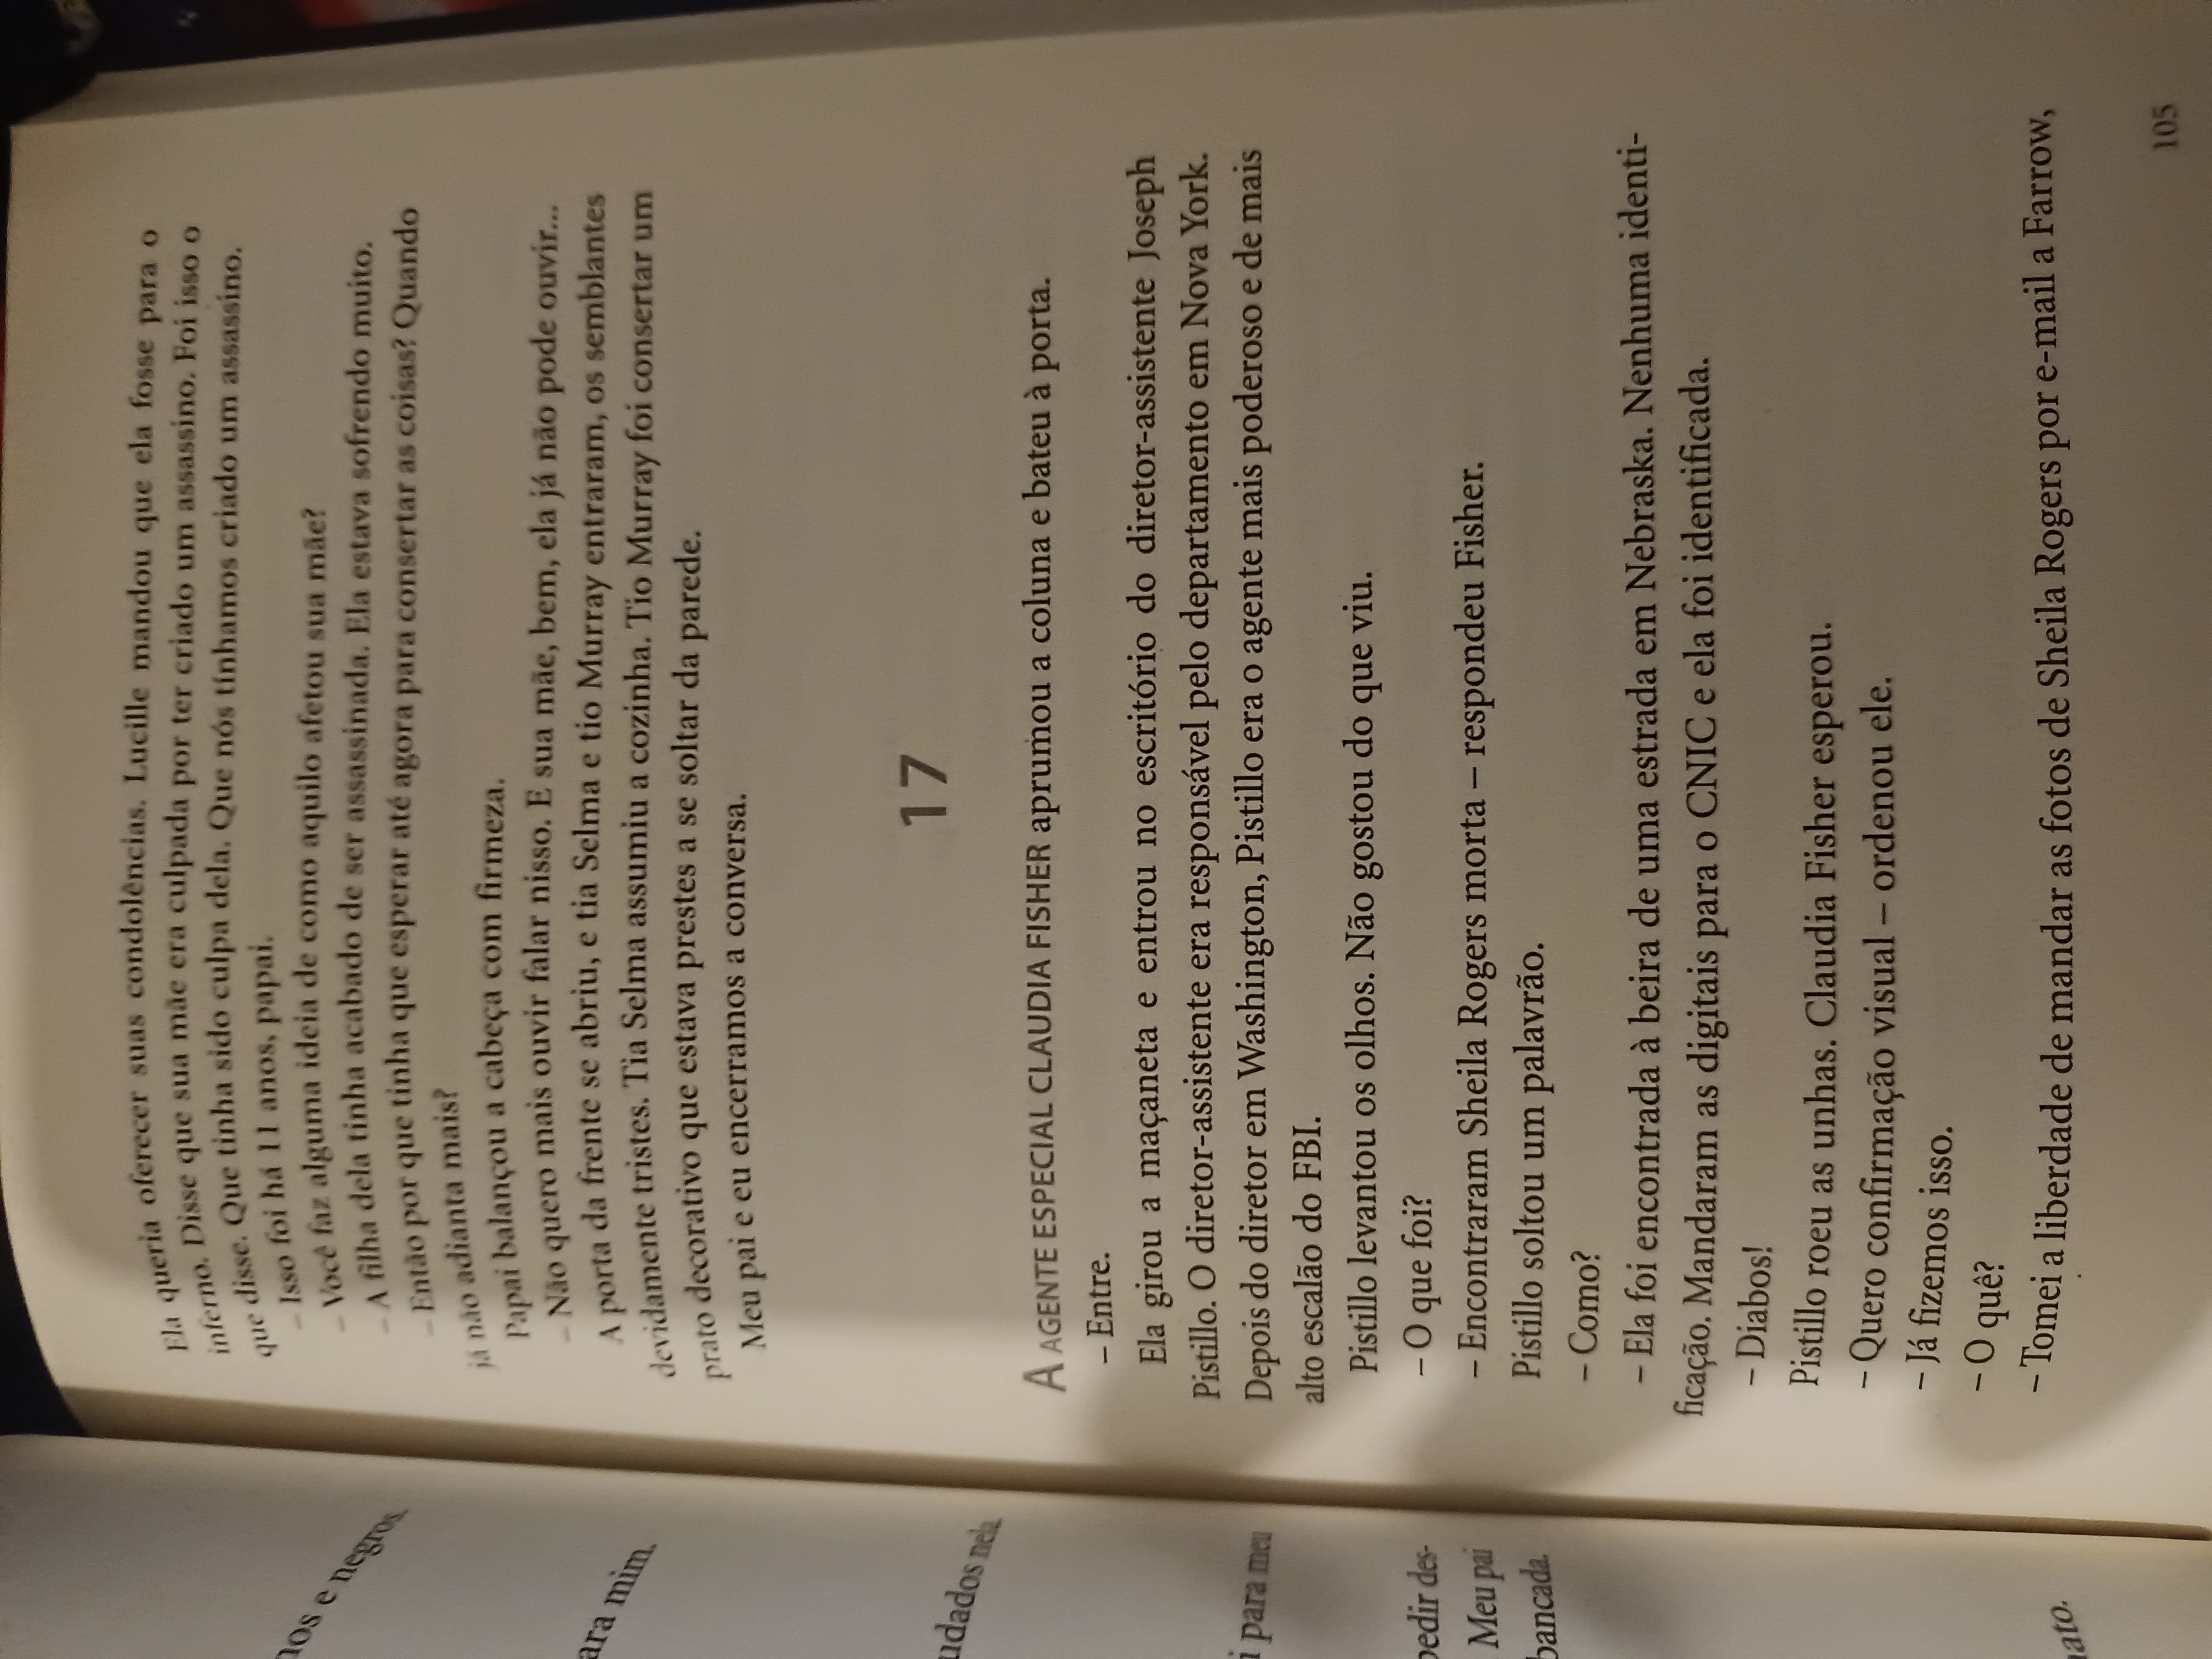 nos e negros.
ara mim.
udados nela.
i para meu
pedir des-
. Meu pai
bancada.
nato.
Ela queria oferecer suas condolências. Lucille mandou que ela fosse para o
inferno. Disse que sua mãe era culpada por ter criado um assassino. Foi isso o
que disse. Que tinha sido culpa dela. Que nós tínhamos criado um assassino.
– Isso foi há 11 anos, papai.
– Você faz alguma ideia de como aquilo afetou sua mãe?
– A filha dela tinha acabado de ser assassinada. Ela estava sofrendo muito.
– Então por que tinha que esperar até agora para consertar as coisas? Quando
já não adianta mais?
Papai balançou a cabeça com firmeza.
– Não quero mais ouvir falar nisso. E sua mãe, bem, ela já não pode ouvir...
A porta da frente se abriu, e tia Selma e tio Murray entraram, os semblantes
devidamente tristes. Tia Selma assumiu a cozinha. Tio Murray foi consertar um
prato decorativo que estava prestes a se soltar da parede.
Meu pai e eu encerramos a conversa.
17
A AGENTE ESPECIAL CLAUDIA FISHER aprumou a coluna e bateu à porta.
– Entre.
Ela girou a maçaneta e entrou no escritório do diretor-assistente Joseph
Pistillo. O diretor-assistente era responsável pelo departamento em Nova York.
Depois do diretor em Washington, Pistillo era o agente mais poderoso e de mais
alto escalão do FBI.
Pistillo levantou os olhos. Não gostou do que viu.
– O que foi?
– Encontraram Sheila Rogers morta – respondeu Fisher.
Pistillo soltou um palavrão.
– Como?
– Ela foi encontrada à beira de uma estrada em Nebraska. Nenhuma identi-
ficação. Mandaram as digitais para o CNIC e ela foi identificada.
– Diabos!
Pistillo roeu as unhas. Claudia Fisher esperou.
– Quero confirmação visual – ordenou ele.
– Já fizemos isso.
– O quê?
– Tomei a liberdade de mandar as fotos de Sheila Rogers por e-mail a Farrow,
105